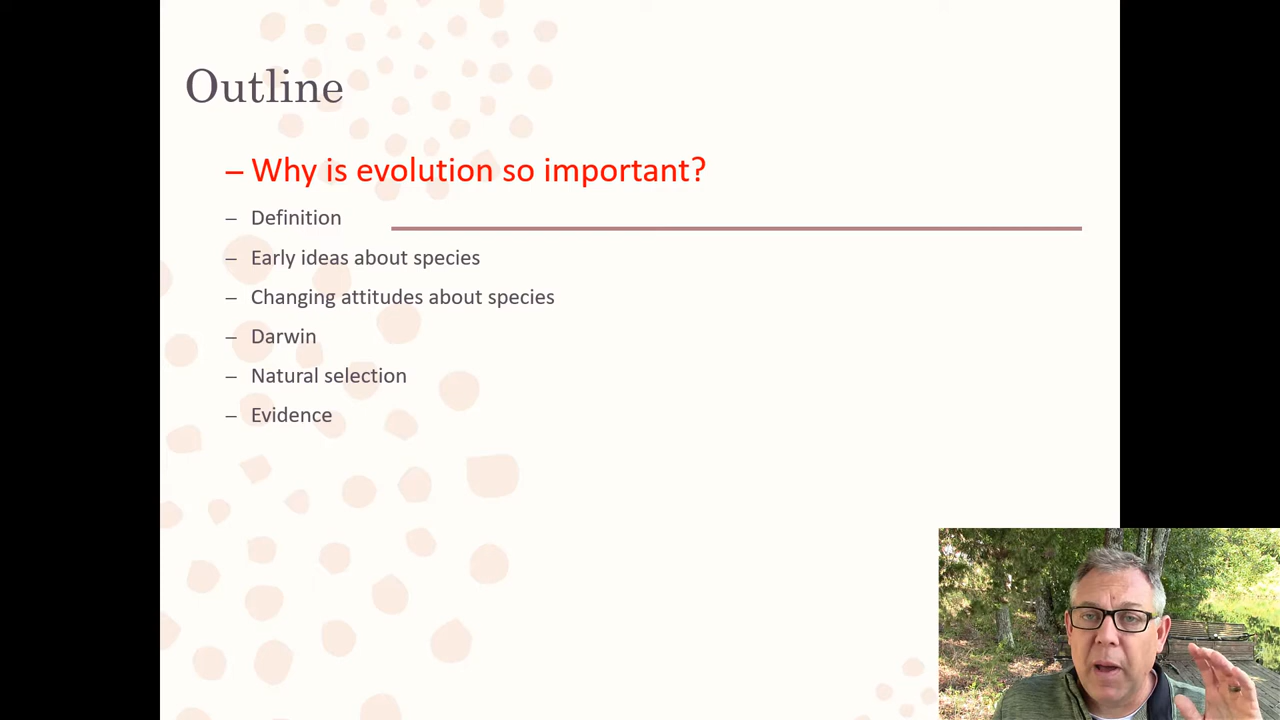 Outline
– Why is evolution so important?
– Definition
– Early ideas about species
– Changing attitudes about species
– Darwin
– Natural selection
– Evidence